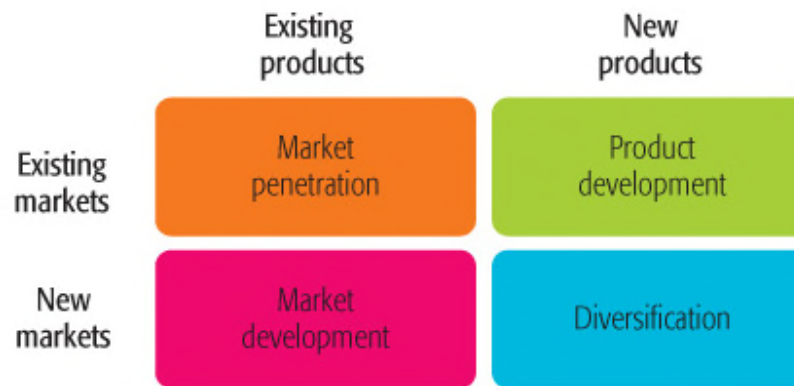 Existing
products
New
products
Existing
markets
Market
penetration
Product
development
New
markets
Market
development
Diversification